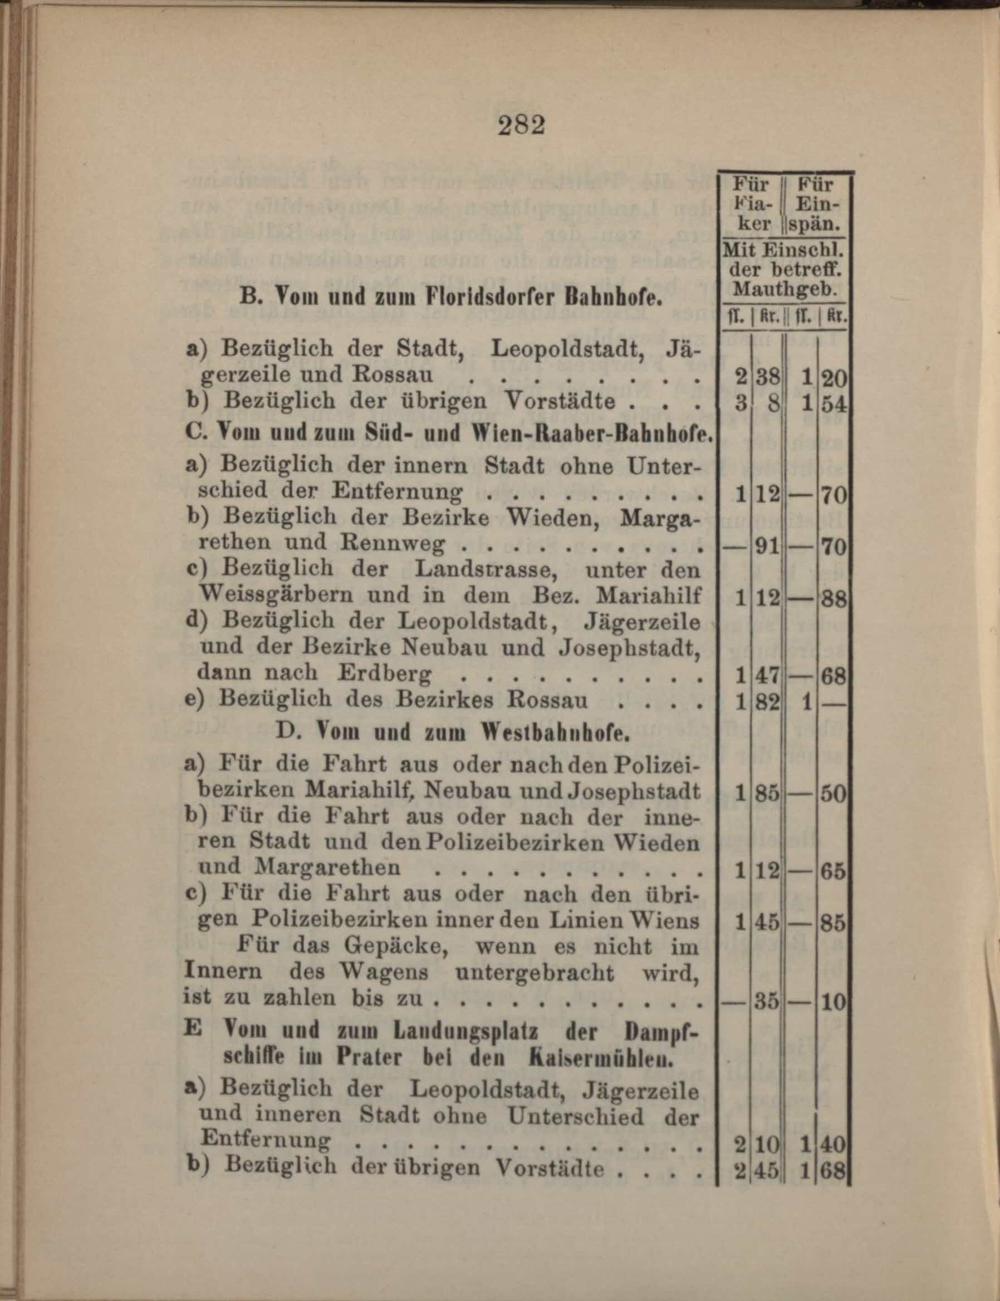 282
Für || Für
Fia- || Ein-
ker || spän.
Mit Einschl.
der betreff.
Mauthgeb.
fl. | kr. || fl. | kr.
B. Vom und zum Floridsdorfer Bahnhofe.
a) Bezüglich der Stadt, Leopoldstadt, Jä-
gerzeile und Rossau . . . . . . . . 2 38 1 20
b) Bezüglich der übrigen Vorstädte . . . 3 8 1 54
C. Vom und zum Süd- und Wien-Raaber-Bahnhofe.
a) Bezüglich der innern Stadt ohne Unter-
schied der Entfernung . . . . . . . . . 1 12 — 70
b) Bezüglich der Bezirke Wieden, Marga-
rethen und Rennweg . . . . . . . . . . — 91 — 70
c) Bezüglich der Landstrasse, unter den
Weissgärbern und in dem Bez. Mariahilf 1 12 — 88
d) Bezüglich der Leopoldstadt, Jägerzeile
und der Bezirke Neubau und Josephstadt,
dann nach Erdberg . . . . . . . . . . 1 47 — 68
e) Bezüglich des Bezirkes Rossau . . . . 1 82 1 —
D. Vom und zum Westbahnhofe.
a) Für die Fahrt aus oder nach den Polizei-
bezirken Mariahilf, Neubau und Josephstadt 1 85 — 50
b) Für die Fahrt aus oder nach der inne-
ren Stadt und den Polizeibezirken Wieden
und Margarethen . . . . . . . . . . . 1 12 — 65
c) Für die Fahrt aus oder nach den übri-
gen Polizeibezirken inner den Linien Wiens 1 45 — 85
Für das Gepäcke, wenn es nicht im
Innern des Wagens untergebracht wird,
ist zu zahlen bis zu . . . . . . . . . . . — 35 — 10
E Vom und zum Landungsplatz der Dampf-
schiffe im Prater bei den Kaisermühlen.
a) Bezüglich der Leopoldstadt, Jägerzeile
und inneren Stadt ohne Unterschied der
Entfernung . . . . . . . . . . . . . . 2 10 1 40
b) Bezüglich der übrigen Vorstädte . . . . 2 45 1 68